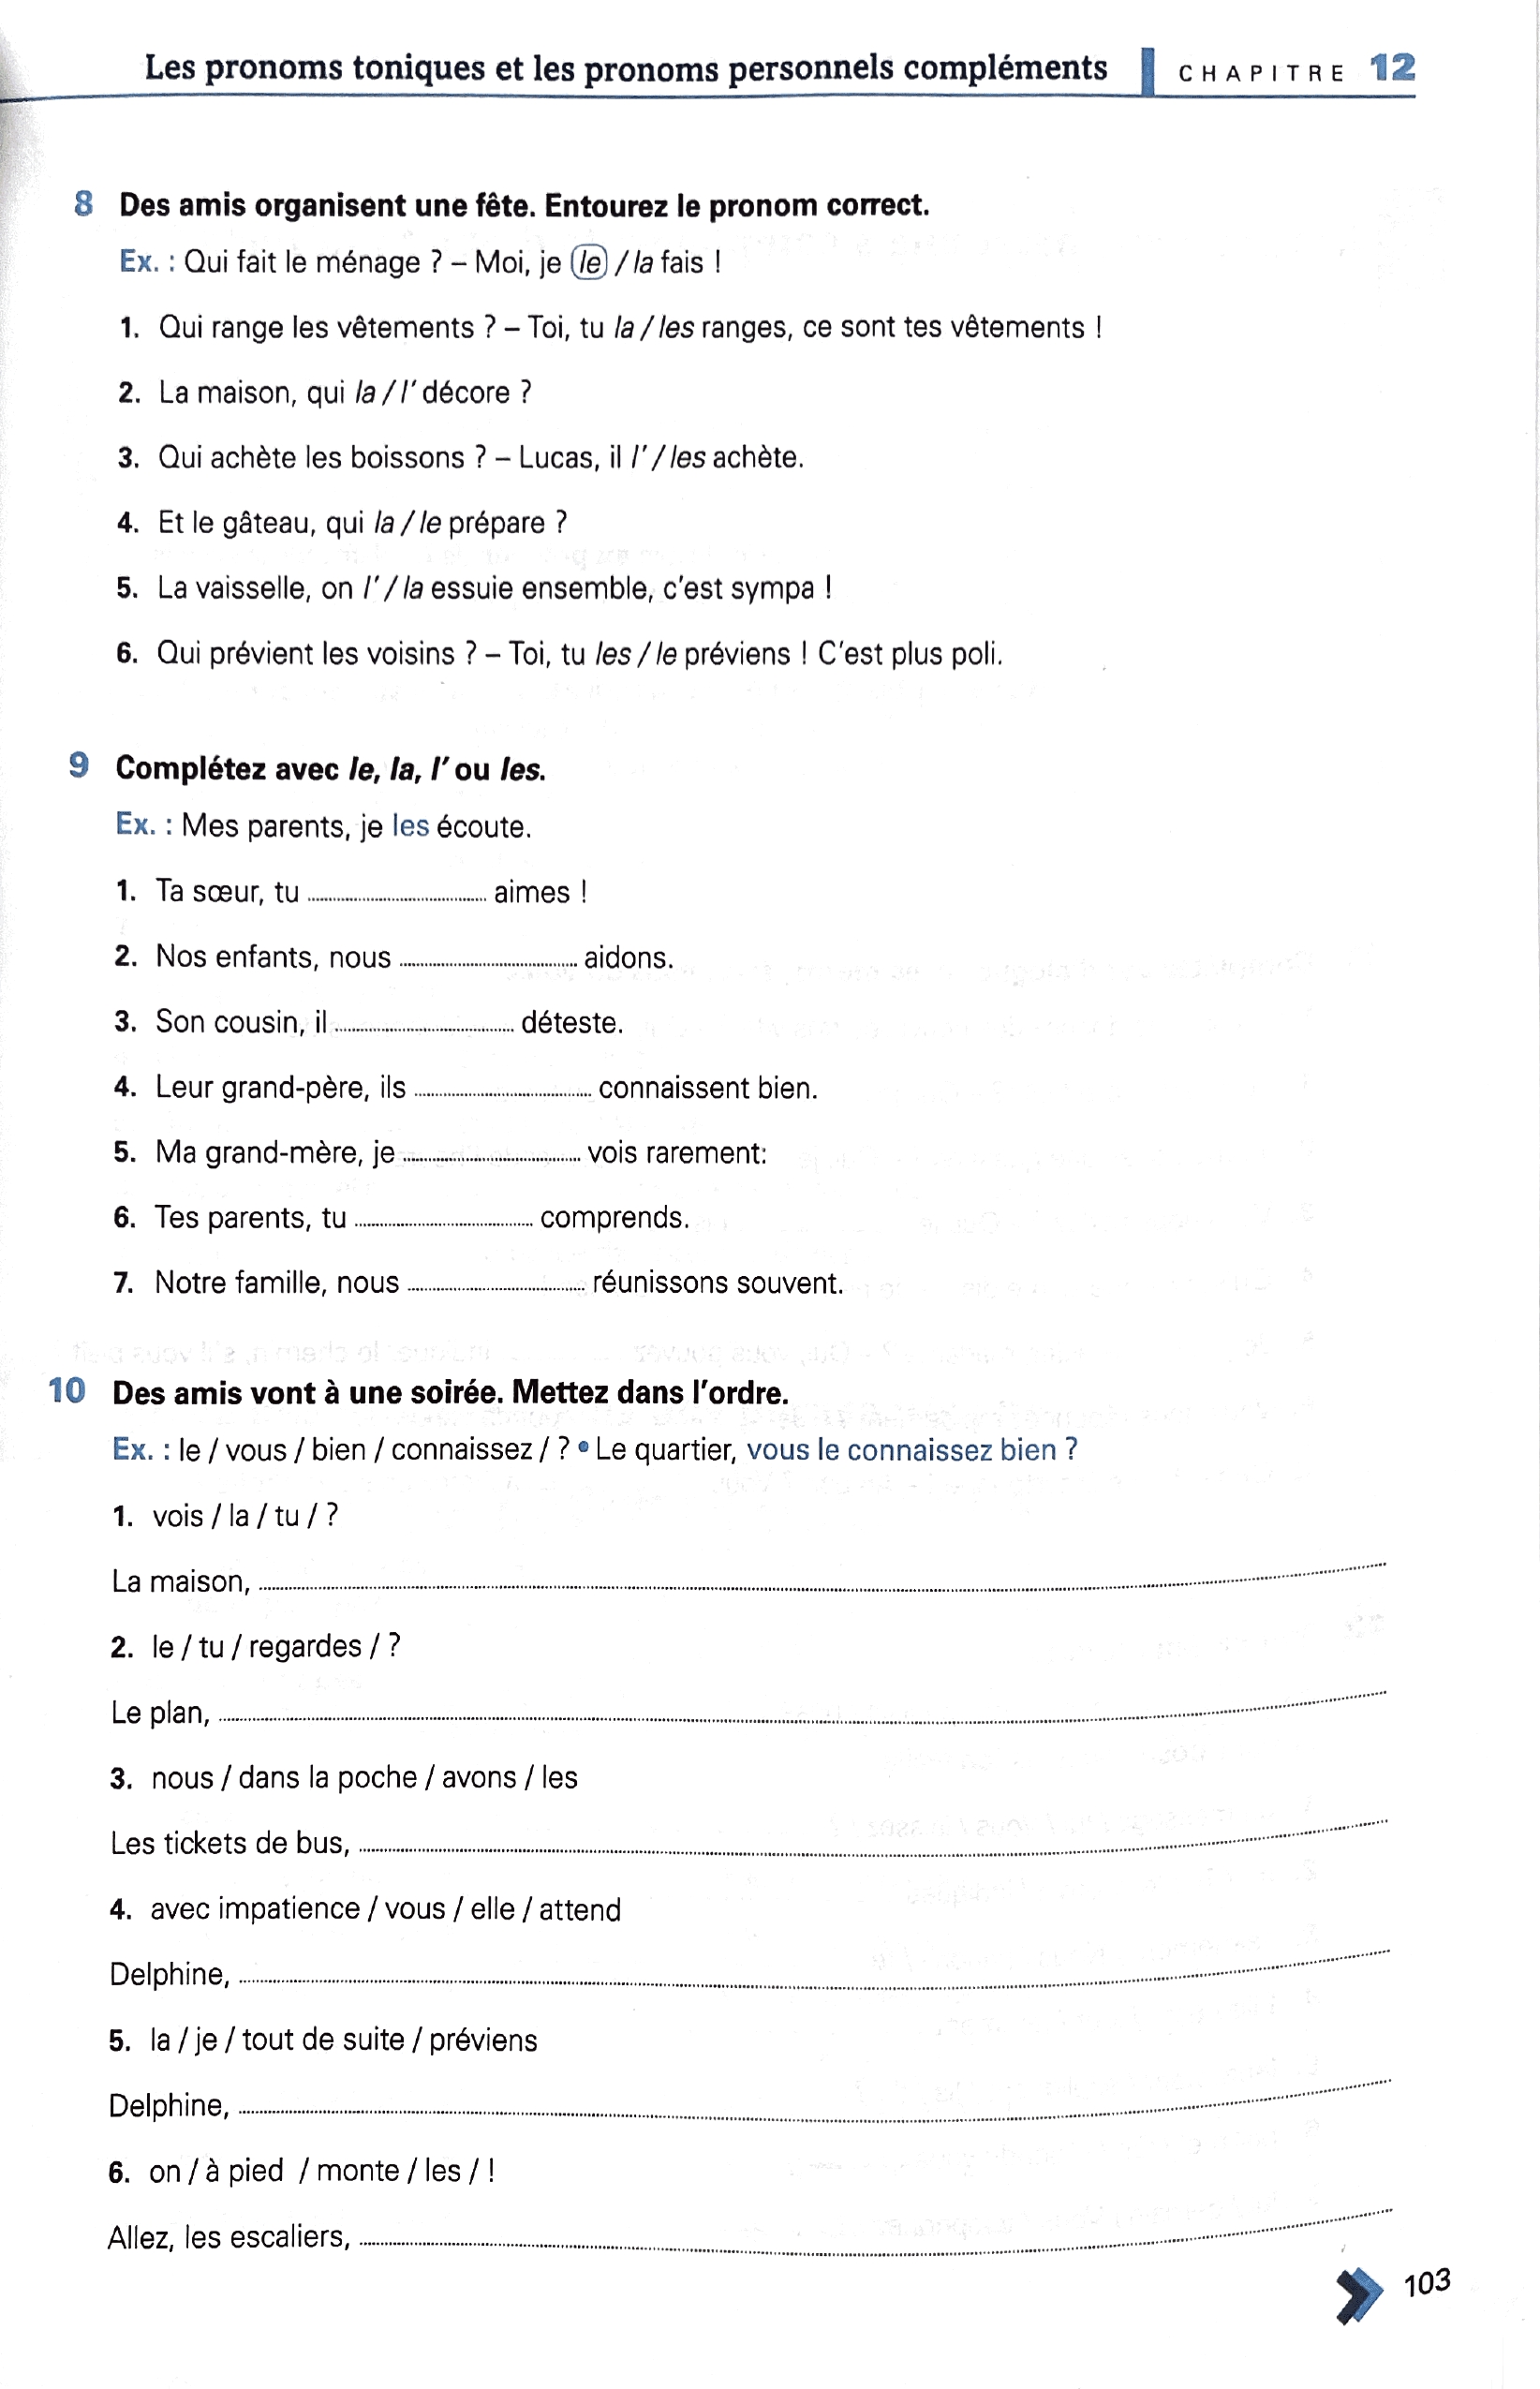 Les pronoms toniques et les pronoms personnels compléments CHAPITRE 12
8 Des amis organisent une fête. Entourez le pronom correct.
Ex. : Qui fait le ménage ? – Moi, je le / la fais !
1. Qui range les vêtements ? – Toi, tu la / les ranges, ce sont tes vêtements !
2. La maison, qui la / l' décore ?
3. Qui achète les boissons ? – Lucas, il l' / les achète.
4. Et le gâteau, qui la / le prépare ?
5. La vaisselle, on l' / la essuie ensemble, c'est sympa !
6. Qui prévient les voisins ? – Toi, tu les / le préviens ! C'est plus poli.
9 Complétez avec le, la, l' ou les.
Ex. : Mes parents, je les écoute.
1. Ta sœur, tu .................... aimes !
2. Nos enfants, nous .................... aidons.
3. Son cousin, il .................... déteste.
4. Leur grand-père, ils .................... connaissent bien.
5. Ma grand-mère, je .................... vois rarement:
6. Tes parents, tu .................... comprends.
7. Notre famille, nous .................... réunissons souvent.
10 Des amis vont à une soirée. Mettez dans l'ordre.
Ex. : le / vous / bien / connaissez / ? • Le quartier, vous le connaissez bien ?
1. vois / la / tu / ?
La maison, ....................
2. le / tu / regardes / ?
Le plan, ....................
3. nous / dans la poche / avons / les
Les tickets de bus, ....................
4. avec impatience / vous / elle / attend
Delphine, ....................
5. la / je / tout de suite / préviens
Delphine, ....................
6. on / à pied / monte / les / !
Allez, les escaliers, ....................
103